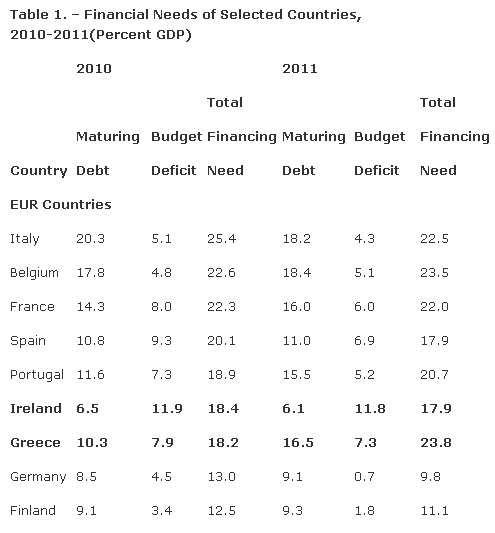 Table 1. – Financial Needs of Selected Countries,
2010-2011(Percent GDP)
2010 2011
Total Total
Maturing Budget Financing Maturing Budget Financing
Country Debt Deficit Need Debt Deficit Need
EUR Countries
Italy 20.3 5.1 25.4 18.2 4.3 22.5
Belgium 17.8 4.8 22.6 18.4 5.1 23.5
France 14.3 8.0 22.3 16.0 6.0 22.0
Spain 10.8 9.3 20.1 11.0 6.9 17.9
Portugal 11.6 7.3 18.9 15.5 5.2 20.7
Ireland 6.5 11.9 18.4 6.1 11.8 17.9
Greece 10.3 7.9 18.2 16.5 7.3 23.8
Germany 8.5 4.5 13.0 9.1 0.7 9.8
Finland 9.1 3.4 12.5 9.3 1.8 11.1